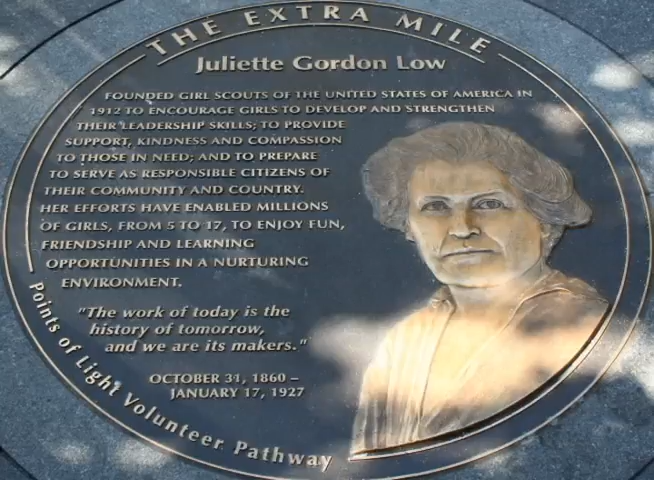 THE EXTRA MILE
Juliette Gordon Low
FOUNDED GIRL SCOUTS OF THE UNITED STATES OF AMERICA IN
1912 TO ENCOURAGE GIRLS TO DEVELOP AND STRENGTHEN
THEIR LEADERSHIP SKILLS; TO PROVIDE
SUPPORT, KINDNESS AND COMPASSION
TO THOSE IN NEED; AND TO PREPARE
TO SERVE AS RESPONSIBLE CITIZENS OF
THEIR COMMUNITY AND COUNTRY.
HER EFFORTS HAVE ENABLED MILLIONS
OF GIRLS, FROM 5 TO 17, TO ENJOY FUN,
FRIENDSHIP AND LEARNING
OPPORTUNITIES IN A NURTURING
ENVIRONMENT.
"The work of today is the
history of tomorrow,
and we are its makers."
OCTOBER 31, 1860 –
JANUARY 17, 1927
Points of Light Volunteer Pathway